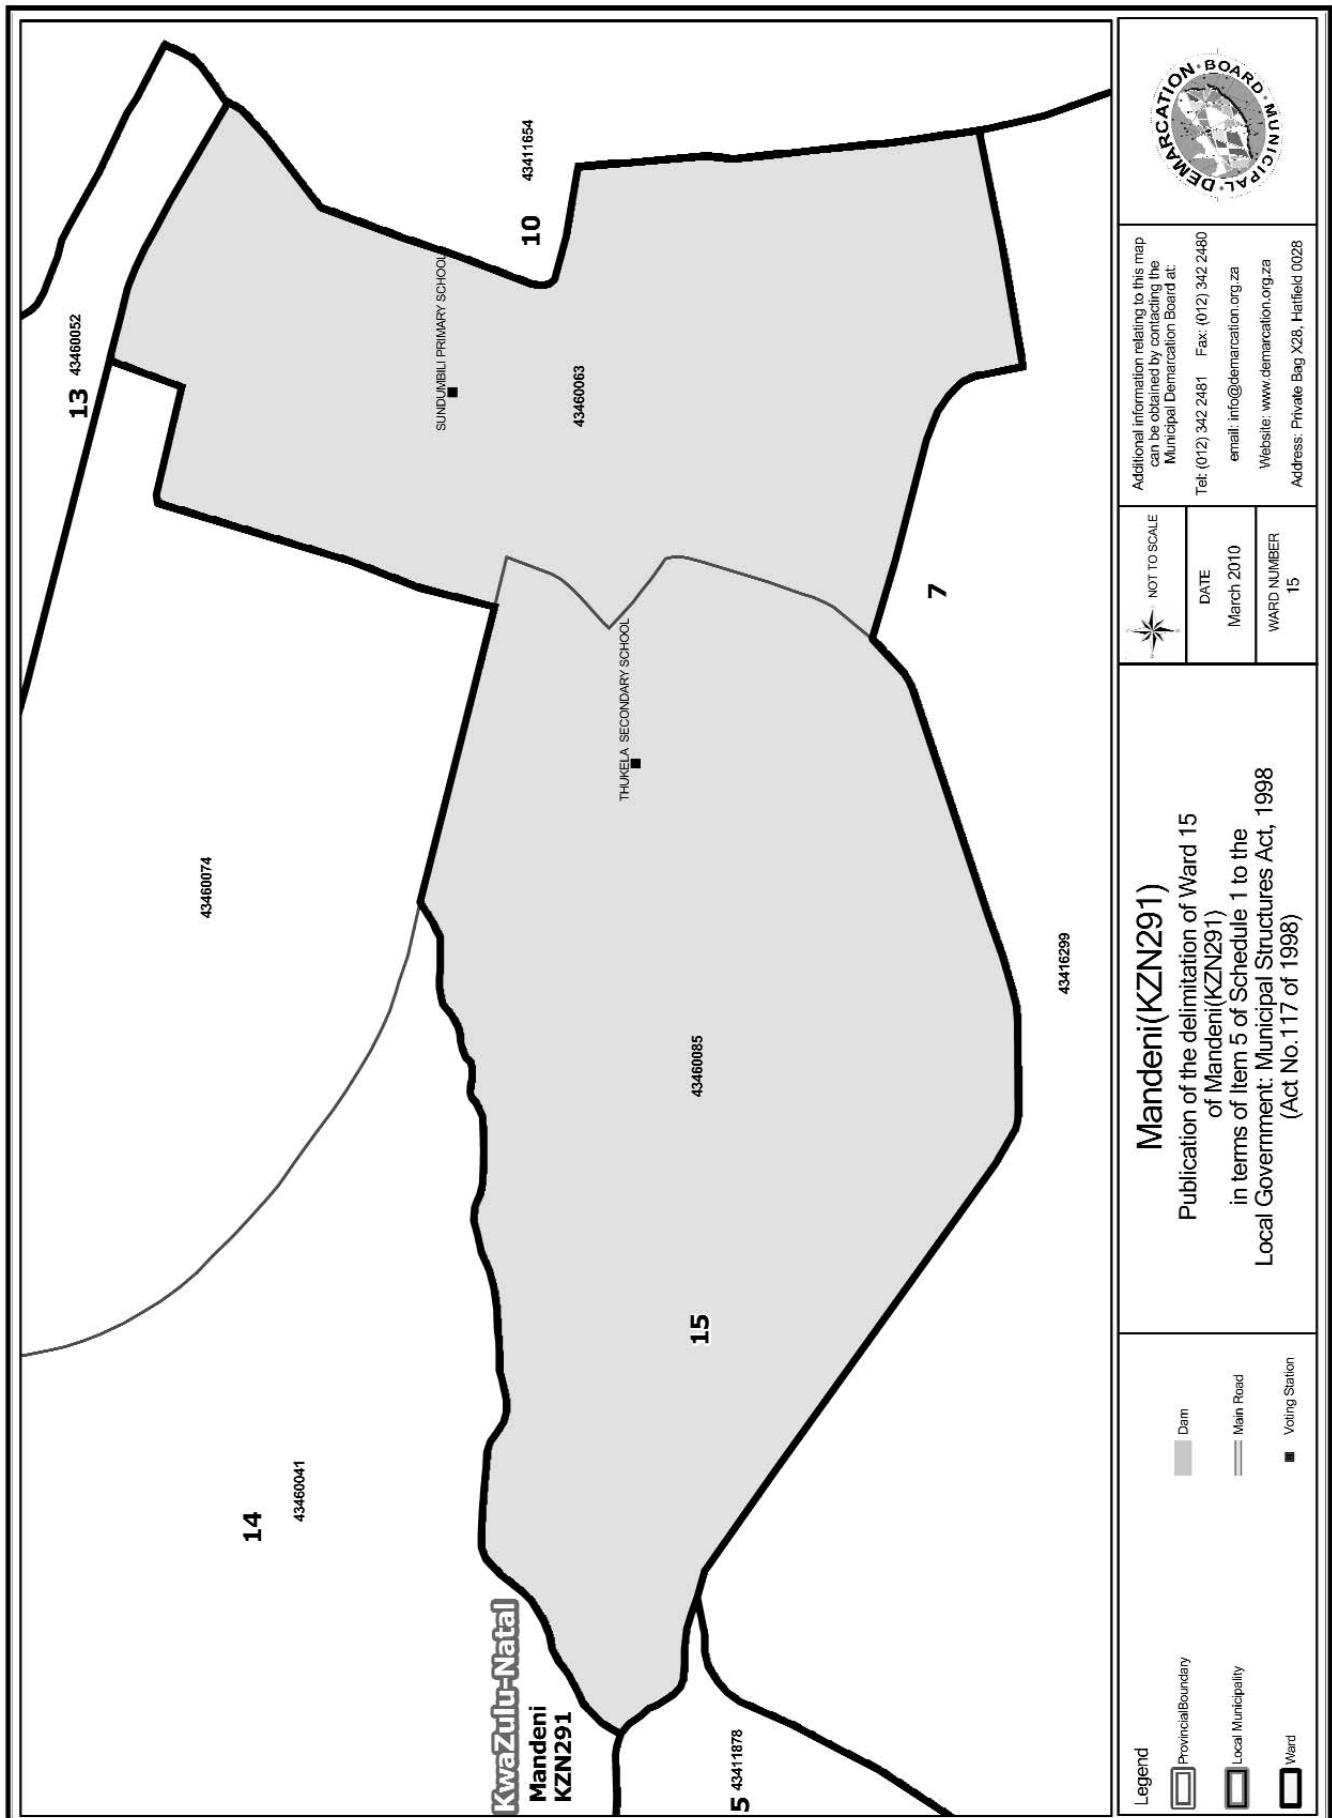 13
43460052
10
43411654
SUNDUMBILI PRIMARY SCHOOL
43460063
43460074
THUKELA SECONDARY SCHOOL
7
14
43460041
43460085
15
43416299
KwaZulu-Natal
Mandeni
KZN291
5
43411878
Legend
ProvincialBoundary
Local Municipality
Ward
Dam
Main Road
Voting Station
Mandeni(KZN291)
Publication of the delimitation of Ward 15
of Mandeni(KZN291)
in terms of Item 5 of Schedule 1 to the
Local Government: Municipal Structures Act, 1998
(Act No.117 of 1998)
NOT TO SCALE
DATE
March 2010
WARD NUMBER
15
Additional information relating to this map
can be obtained by contacting the
Municipal Demarcation Board at:
Tel: (012) 342 2481 Fax: (012) 342 2480
email: info@demarcation.org.za
Website: www.demarcation.org.za
Address: Private Bag X28, Hatfield 0028
MUNICIPAL · DEMARCATION · BOARD ·